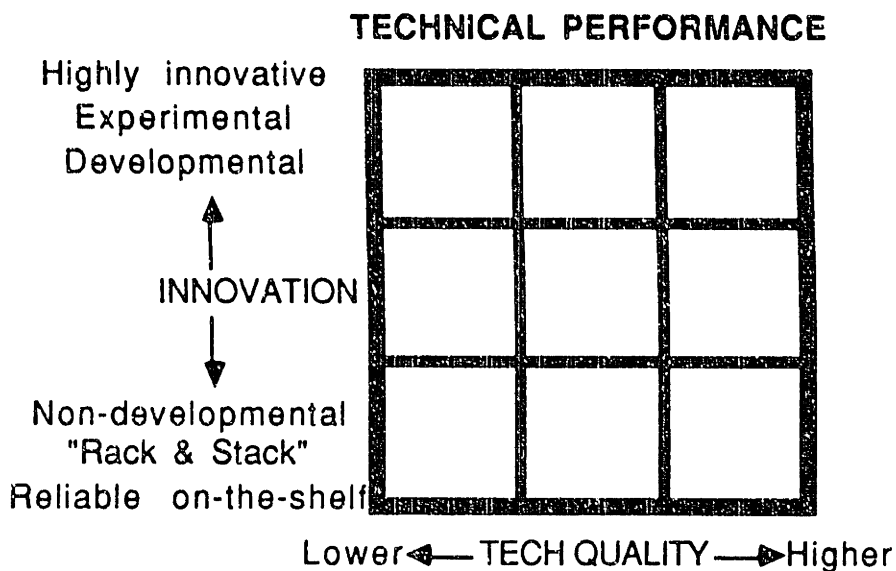 TECHNICAL PERFORMANCE
Highly innovative
Experimental
Developmental
INNOVATION
Non-developmental
"Rack & Stack"
Reliable on-the-shelf
Lower TECH QUALITY Higher